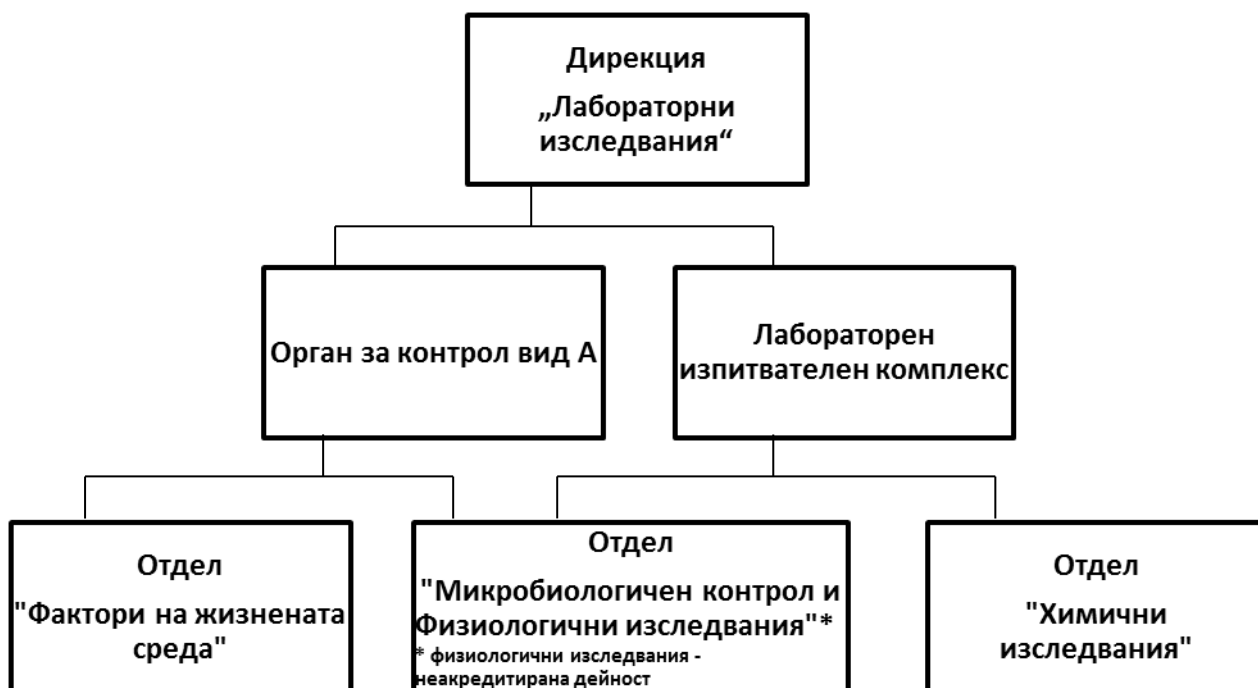 Дирекция
„Лабораторни
изследвания“
Орган за контрол вид А
Лабораторен
изпитвателен комплекс
Отдел
"Фактори на жизнената
среда"
Отдел
"Микробиологичен контрол и
Физиологични изследвания"*
* физиологични изследвания -
неакредитирана дейност
Отдел
"Химични
изследвания"